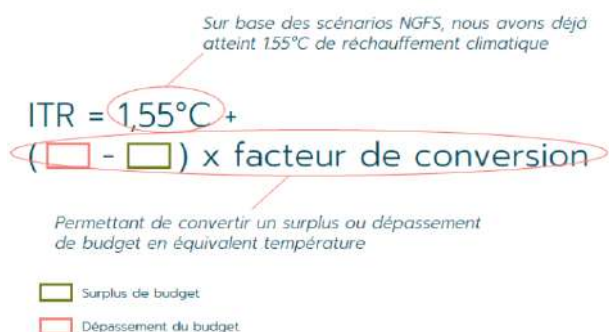 Sur base des scénarios NGFS, nous avons déjà
atteint 1.55°C de réchauffement climatique
ITR = 1,55°C +
( - ) x facteur de conversion
Permettant de convertir un surplus ou dépassement
de budget en équivalent température
Surplus de budget
Dépassement du budget